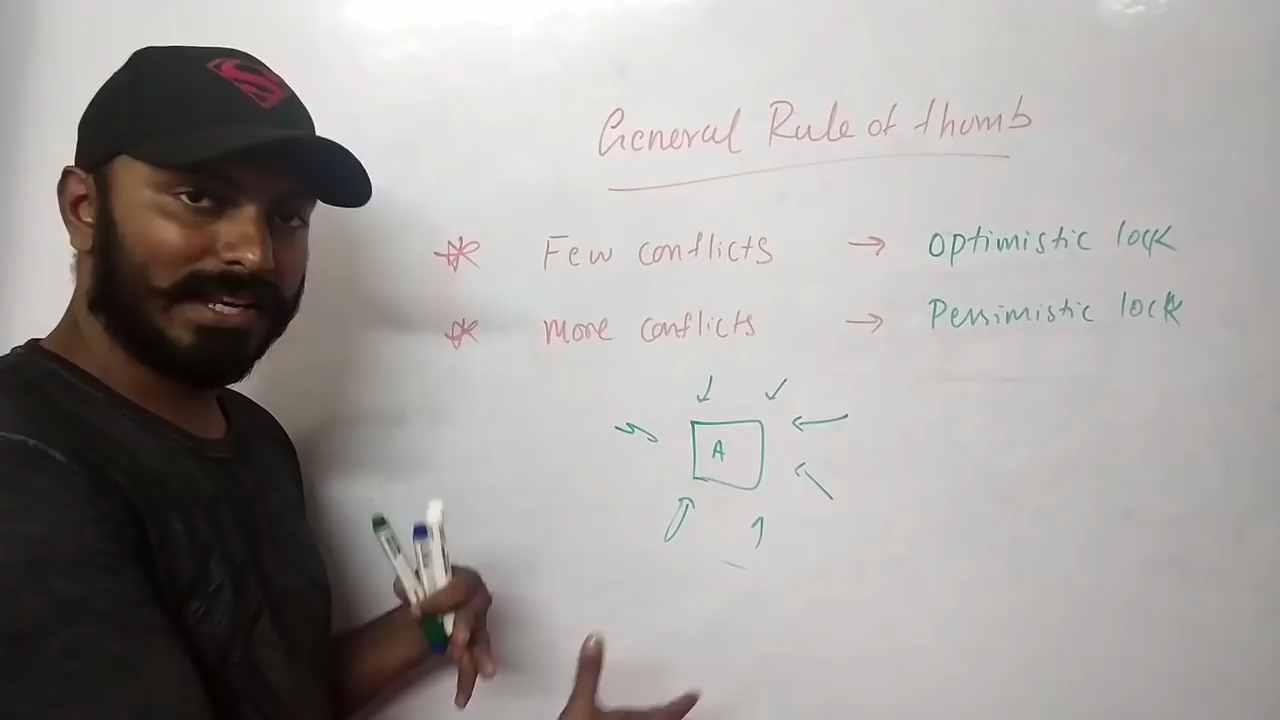 General Rule of thumb
Few conflicts → Optimistic lock
More conflicts → Pessimistic lock
A